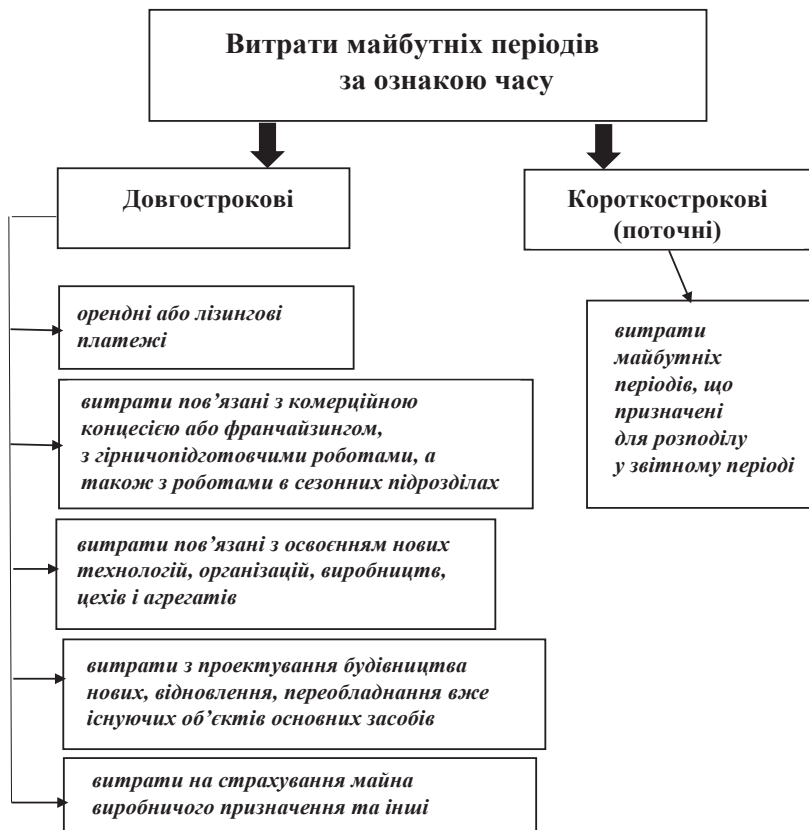 Витрати майбутніх періодів
за ознакою часу
Довгострокові
Короткострокові
(поточні)
орендні або лізингові
платежі
витрати пов’язані з комерційною
концесією або франчайзингом,
з гірничопідготовчими роботами, а
також з роботами в сезонних підрозділах
витрати пов’язані з освоєнням нових
технологій, організацій, виробництв,
цехів і агрегатів
витрати з проектування будівництва
нових, відновлення, переобладнання вже
існуючих об’єктів основних засобів
витрати на страхування майна
виробничого призначення та інші
витрати
майбутніх
періодів, що
призначені
для розподілу
у звітному періоді